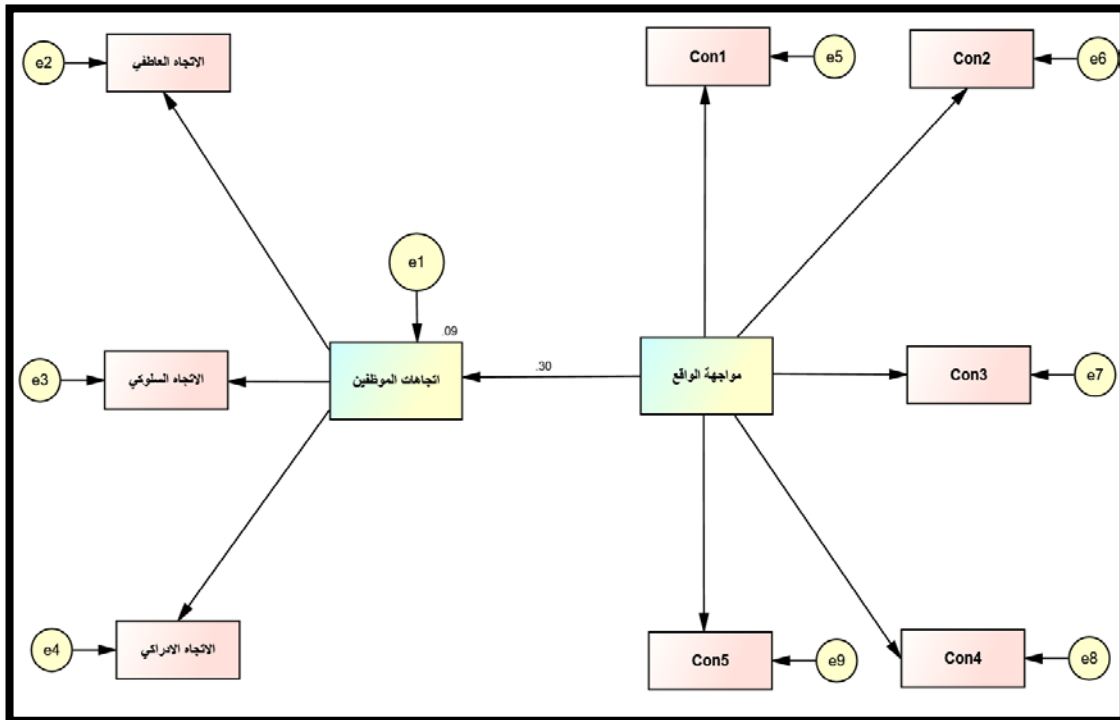 e2
الاتجاه العاطفي
Con1
e5
Con2
e6
e1
.09
e3
الاتجاه السلوكي
اتجاهات الموظفين
.30
مواجهة الواقع
Con3
e7
e4
الاتجاه الادراكي
Con5
e9
Con4
e8